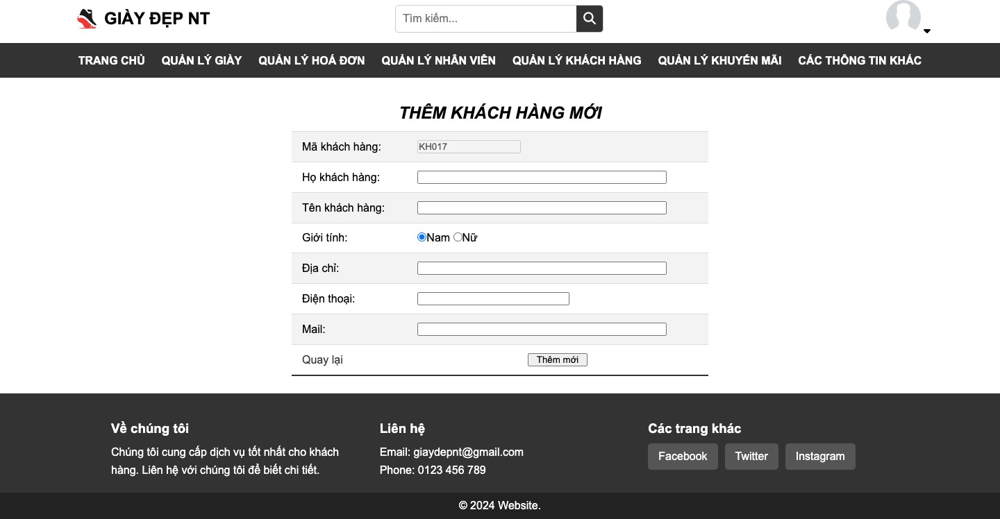 GIÀY ĐẸP NT
Tìm kiếm...
TRANG CHỦ QUẢN LÝ GIÀY QUẢN LÝ HOÁ ĐƠN QUẢN LÝ NHÂN VIÊN QUẢN LÝ KHÁCH HÀNG QUẢN LÝ KHUYẾN MÃI CÁC THÔNG TIN KHÁC
THÊM KHÁCH HÀNG MỚI
Mã khách hàng: KH017
Họ khách hàng:
Tên khách hàng:
Giới tính: Nam Nữ
Địa chỉ:
Điện thoại:
Mail:
Quay lại Thêm mới
Về chúng tôi
Chúng tôi cung cấp dịch vụ tốt nhất cho khách
hàng. Liên hệ với chúng tôi để biết chi tiết.
Liên hệ
Email: giaydepnt@gmail.com
Phone: 0123 456 789
Các trang khác
Facebook Twitter Instagram
© 2024 Website.